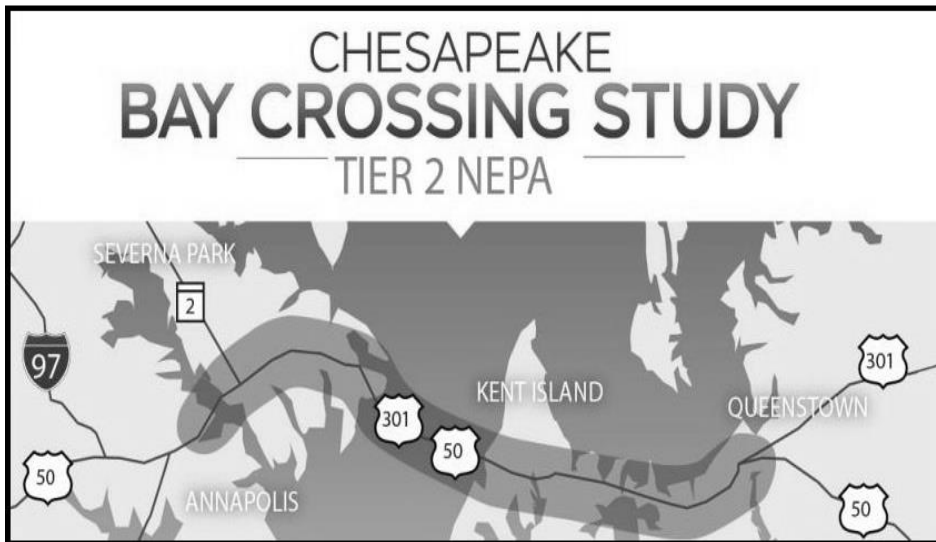 CHESAPEAKE
BAY CROSSING STUDY
TIER 2 NEPA
SEVERNA PARK
2
97
301
KENT ISLAND
301
QUEENSTOWN
50
50
ANNAPOLIS
50